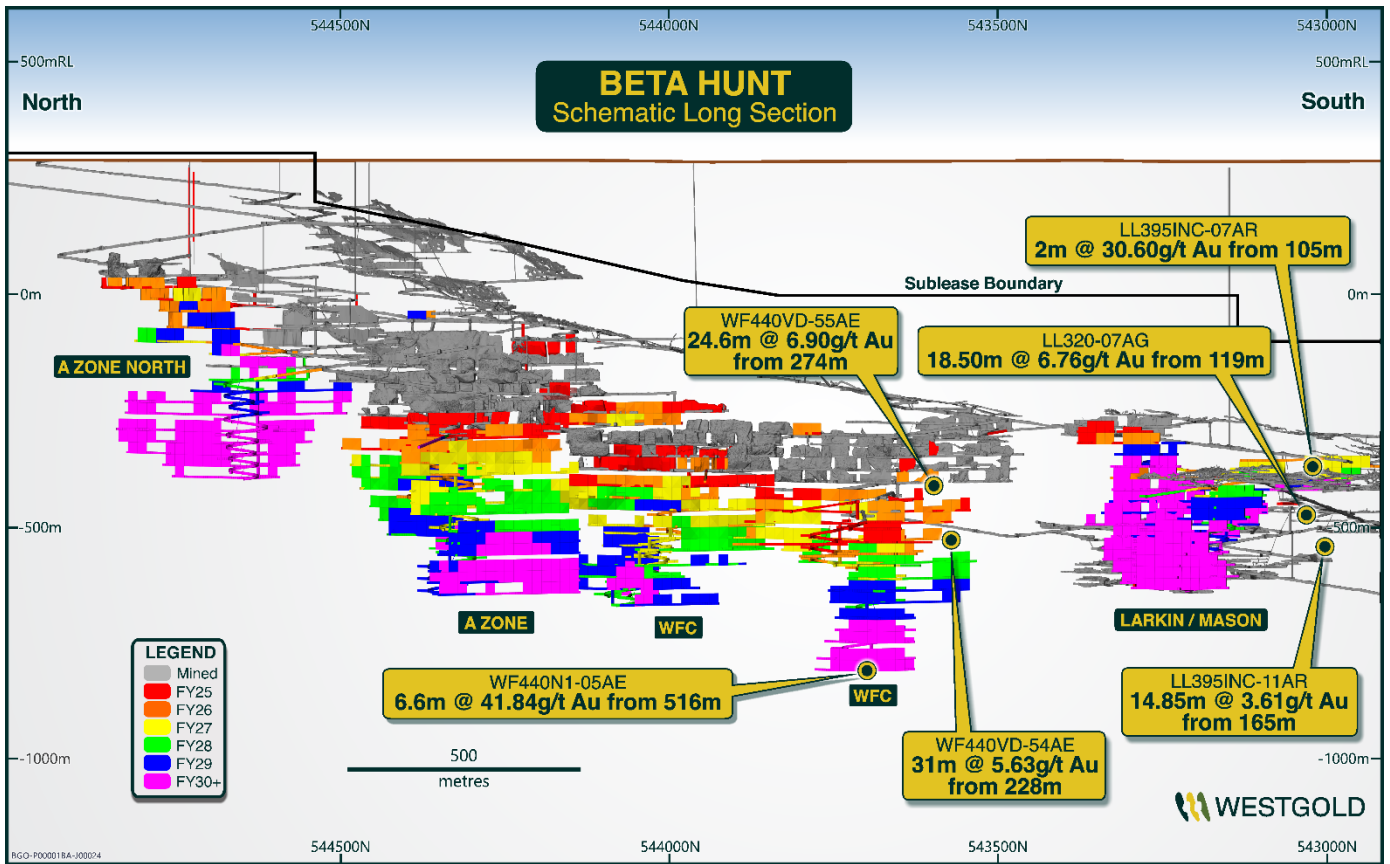 544500N
544000N
543500N
543000N
500mRL
500mRL
North
BETA HUNT
Schematic Long Section
South
LL395INC-07AR
2m @ 30.60g/t Au from 105m
Sublease Boundary
0m
0m
WF440VD-55AE
24.6m @ 6.90g/t Au
from 274m
LL320-07AG
18.50m @ 6.76g/t Au from 119m
A ZONE NORTH
-500m
-500m
A ZONE
WFC
LARKIN / MASON
LEGEND
Mined
FY25
FY26
FY27
FY28
FY29
FY30+
WF440N1-05AE
6.6m @ 41.84g/t Au from 516m
WFC
LL395INC-11AR
14.85m @ 3.61g/t Au
from 165m
WF440VD-54AE
31m @ 5.63g/t Au
from 228m
-1000m
-1000m
500
metres
WESTGOLD
544500N
544000N
543500N
543000N
BGO-P00001BA-J00024